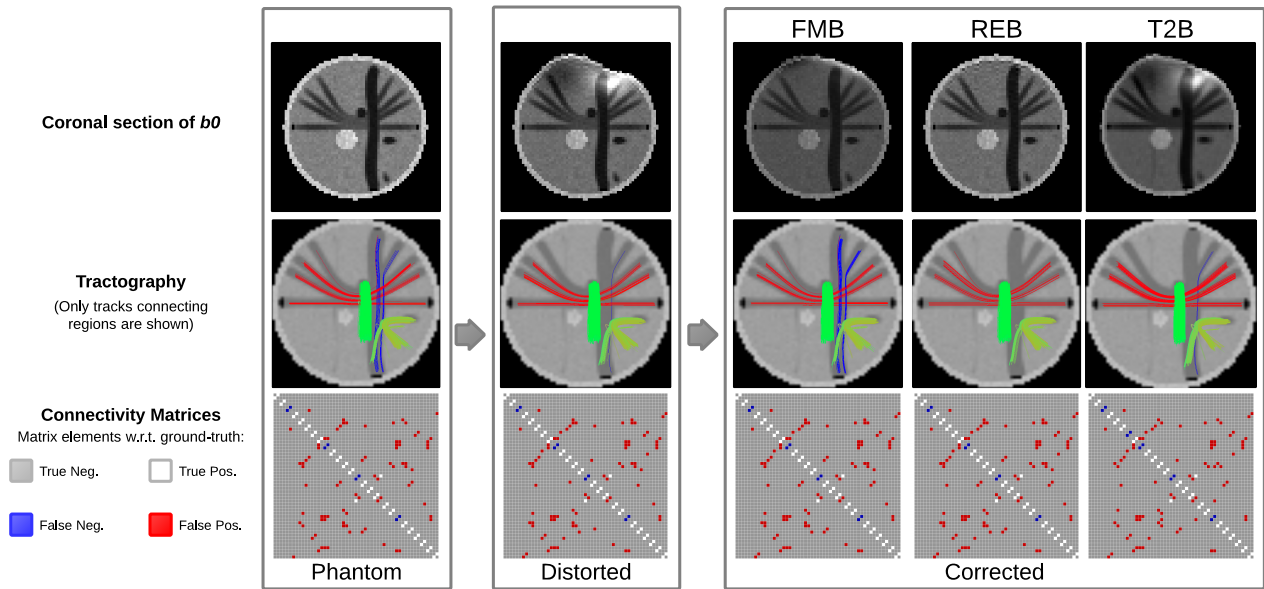 FMB
REB
T2B
Coronal section of b0
Tractography
(Only tracks connecting
regions are shown)
Connectivity Matrices
Matrix elements w.r.t. ground-truth:
True Neg.
True Pos.
False Neg.
False Pos.
Phantom
Distorted
Corrected